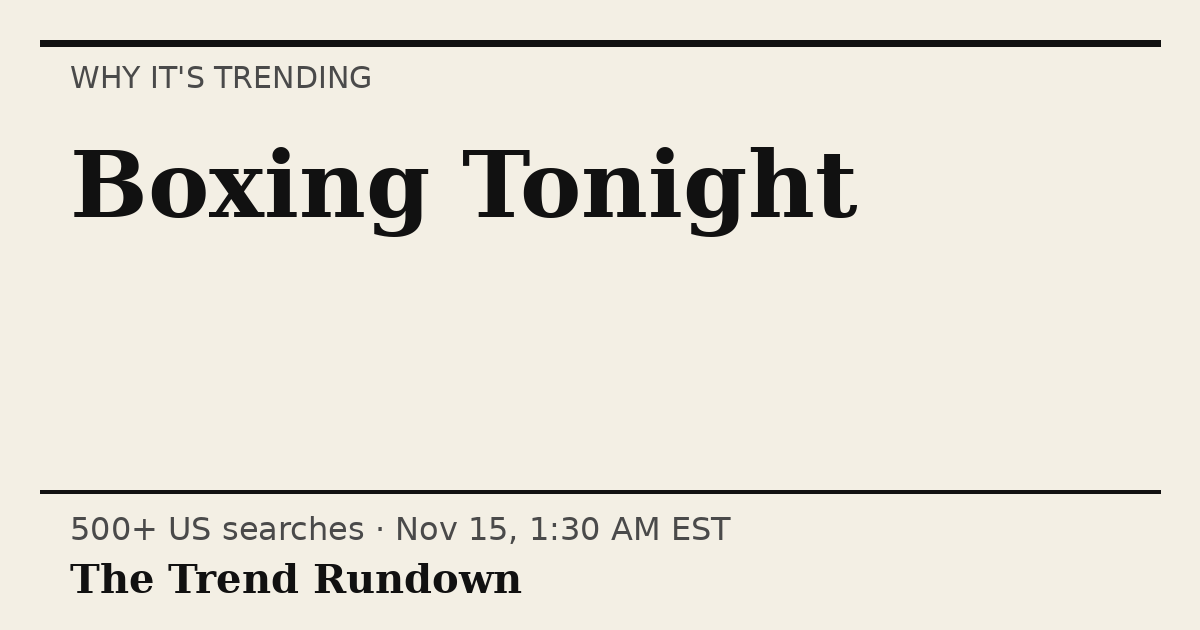 WHY IT'S TRENDING
Boxing Tonight
500+ US searches · Nov 15, 1:30 AM EST
The Trend Rundown